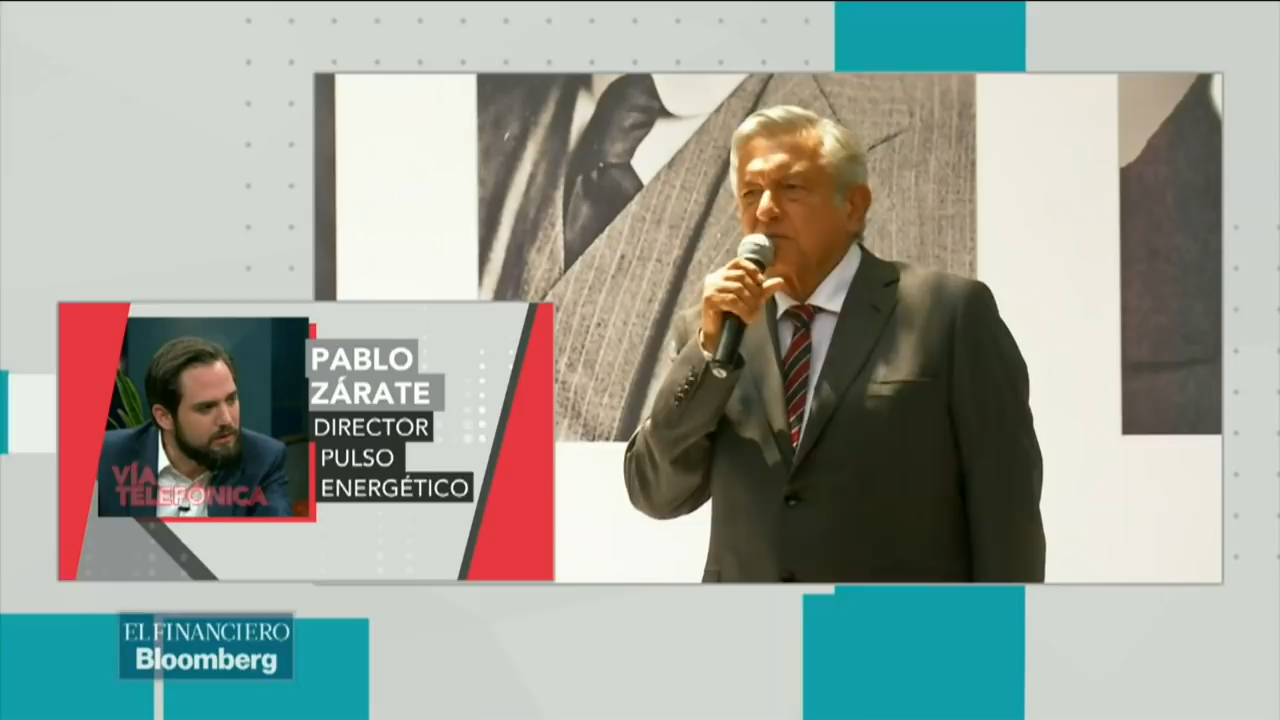 PABLO
ZÁRATE
DIRECTOR
PULSO
ENERGÉTICO
VÍA
TELEFÓNICA
EL FINANCIERO
Bloomberg